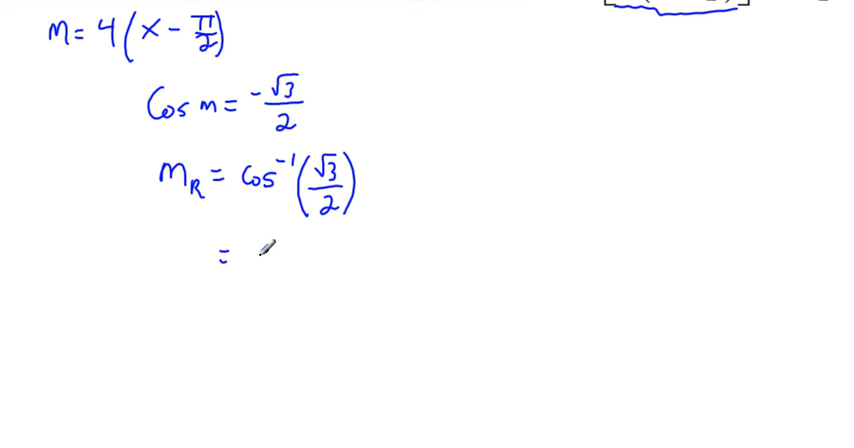 m = 4(x - π/2)
Cos m = -√3/2
m_R = cos⁻¹(√3/2)
=